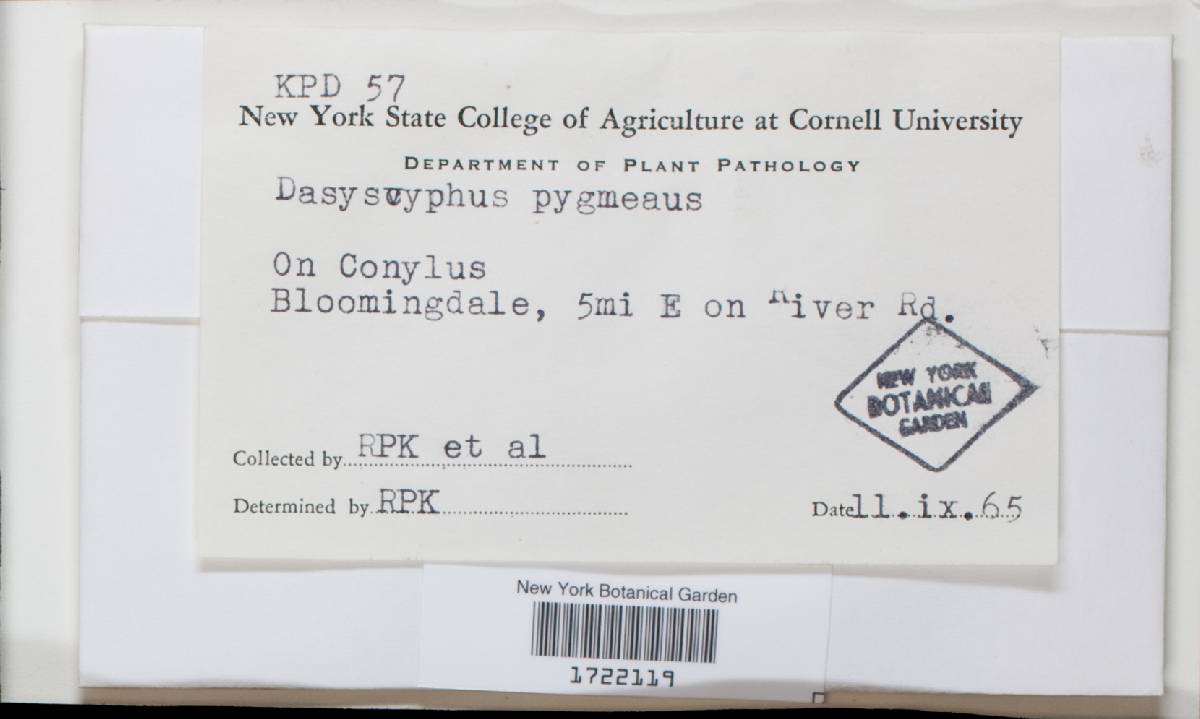 KPD 57
New York State College of Agriculture at Cornell University
DEPARTMENT OF PLANT PATHOLOGY
Dasyscyphus pygmeaus
On Conylus
Bloomingdale, 5mi E on River Rd.
NEW YORK
BOTANICAL
GARDEN
Collected by RPK et al
Determined by RPK
Date 11.ix.65
New York Botanical Garden
1722119